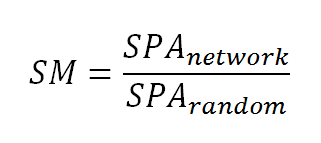 SM = SPA_network / SPA_random